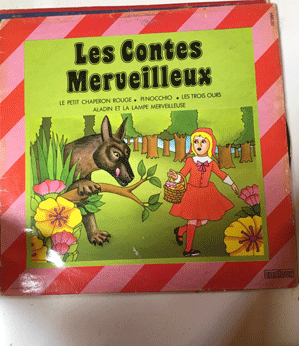 Les Contes
Merveilleux
LE PETIT CHAPERON ROUGE • PINOCCHIO • LES TROIS OURS
ALADIN ET LA LAMPE MERVEILLEUSE